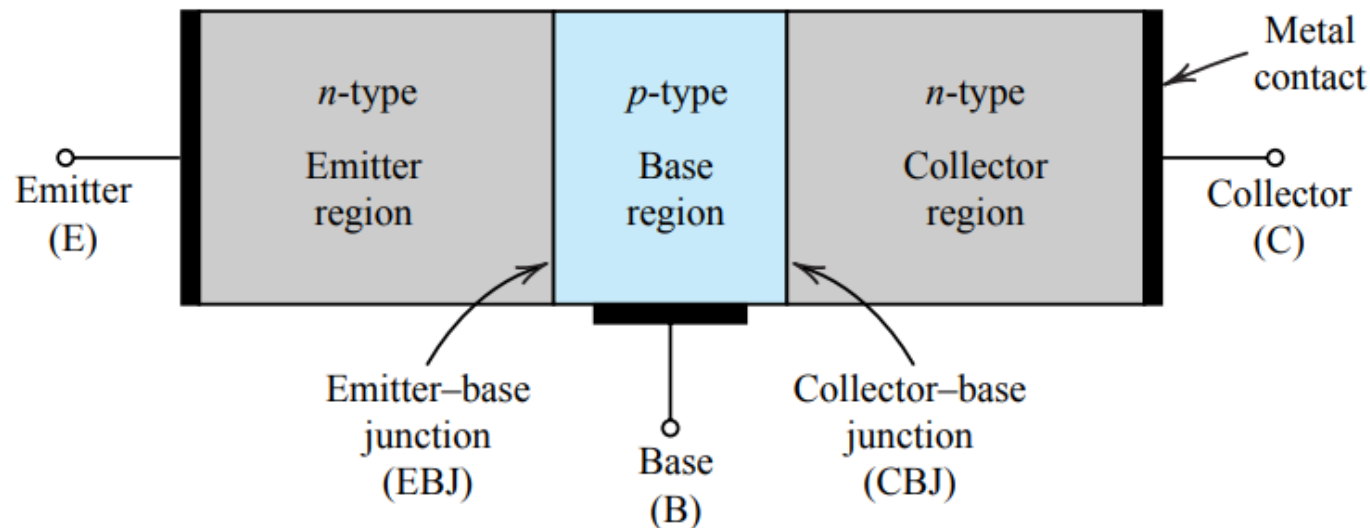 n-type
Emitter
region
p-type
Base
region
n-type
Collector
region
Metal
contact
Emitter
(E)
Collector
(C)
Emitter–base
junction
(EBJ)
Base
(B)
Collector–base
junction
(CBJ)